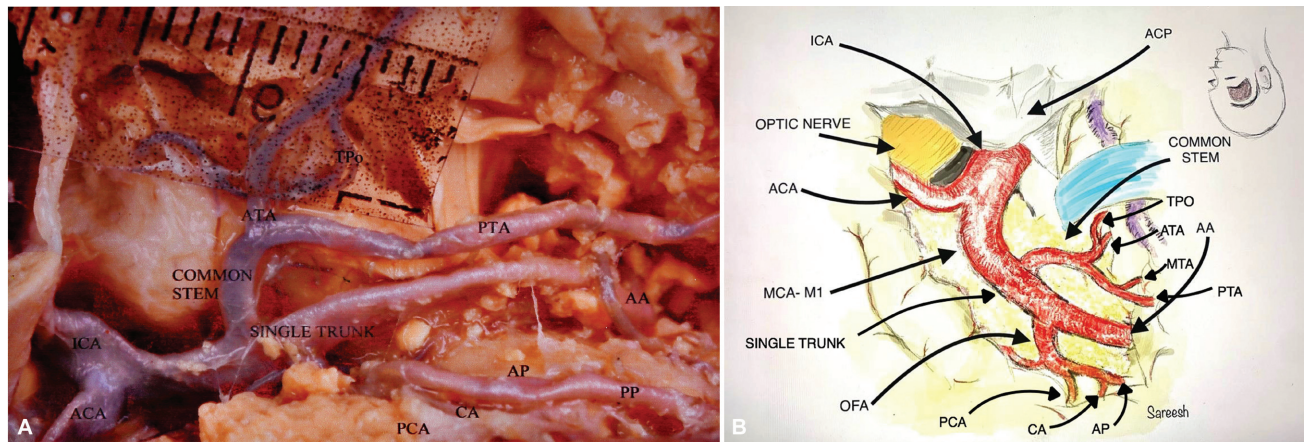 TPo
ATA
PTA
COMMON
STEM
AA
SINGLE TRUNK
ICA
AP
PP
ACA
CA
PCA
A
ICA
ACP
OPTIC NERVE
COMMON
STEM
ACA
TPO
ATA
AA
MTA
MCA- M1
PTA
SINGLE TRUNK
OFA
PCA
CA
AP
Sareesh
B